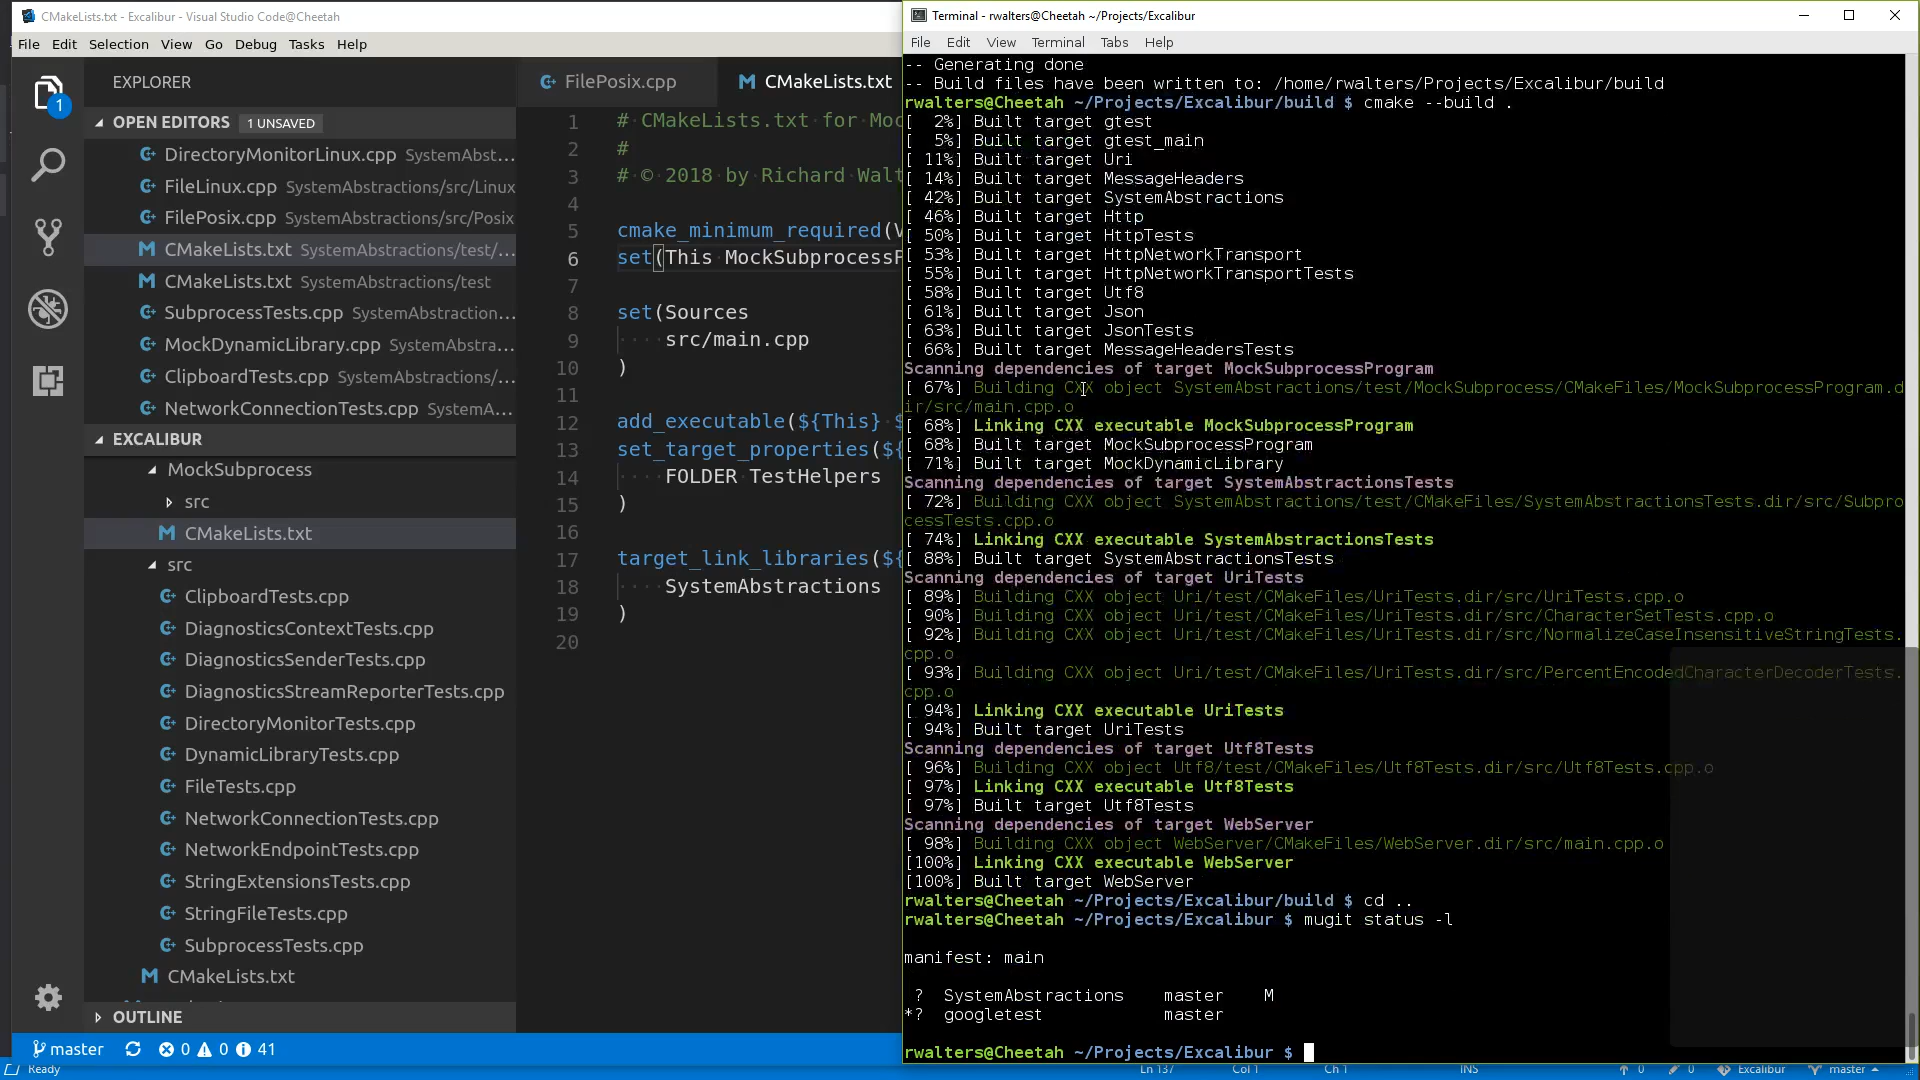 CMakeLists.txt - Excalibur - Visual Studio Code@Cheetah
File Edit Selection View Go Debug Tasks Help
1
EXPLORER
OPEN EDITORS 1 UNSAVED
DirectoryMonitorLinux.cpp SystemAbst...
FileLinux.cpp SystemAbstractions/src/Linux
FilePosix.cpp SystemAbstractions/src/Posix
CMakeLists.txt SystemAbstractions/test/...
CMakeLists.txt SystemAbstractions/test
SubprocessTests.cpp SystemAbstraction...
MockDynamicLibrary.cpp SystemAbstra...
ClipboardTests.cpp SystemAbstractions/...
NetworkConnectionTests.cpp SystemA...
EXCALIBUR
MockSubprocess
src
CMakeLists.txt
src
ClipboardTests.cpp
DiagnosticsContextTests.cpp
DiagnosticsSenderTests.cpp
DiagnosticsStreamReporterTests.cpp
DirectoryMonitorTests.cpp
DynamicLibraryTests.cpp
FileTests.cpp
NetworkConnectionTests.cpp
NetworkEndpointTests.cpp
StringExtensionsTests.cpp
StringFileTests.cpp
SubprocessTests.cpp
CMakeLists.txt
OUTLINE
master 0 0 41
FilePosix.cpp CMakeLists.txt
1 # CMakeLists.txt for Moc
2 #
3 # © 2018 by Richard Walt
4
5 cmake_minimum_required(V
6 set(This MockSubprocessP
7
8 set(Sources
9 src/main.cpp
10 )
11
12 add_executable(${This} $
13 set_target_properties(${
14 FOLDER TestHelpers
15 )
16
17 target_link_libraries(${
18 SystemAbstractions
19 )
20
Terminal - rwalters@Cheetah ~/Projects/Excalibur
File Edit View Terminal Tabs Help
-- Generating done
-- Build files have been written to: /home/rwalters/Projects/Excalibur/build
rwalters@Cheetah ~/Projects/Excalibur/build $ cmake --build .
[  2%] Built target gtest
[  5%] Built target gtest_main
[ 11%] Built target Uri
[ 14%] Built target MessageHeaders
[ 42%] Built target SystemAbstractions
[ 46%] Built target Http
[ 50%] Built target HttpTests
[ 53%] Built target HttpNetworkTransport
[ 55%] Built target HttpNetworkTransportTests
[ 58%] Built target Utf8
[ 61%] Built target Json
[ 63%] Built target JsonTests
[ 66%] Built target MessageHeadersTests
Scanning dependencies of target MockSubprocessProgram
[ 67%] Building CXX object SystemAbstractions/test/MockSubprocess/CMakeFiles/MockSubprocessProgram.d
ir/src/main.cpp.o
[ 68%] Linking CXX executable MockSubprocessProgram
[ 68%] Built target MockSubprocessProgram
[ 71%] Built target MockDynamicLibrary
Scanning dependencies of target SystemAbstractionsTests
[ 72%] Building CXX object SystemAbstractions/test/CMakeFiles/SystemAbstractionsTests.dir/src/Subpro
cessTests.cpp.o
[ 74%] Linking CXX executable SystemAbstractionsTests
[ 88%] Built target SystemAbstractionsTests
Scanning dependencies of target UriTests
[ 89%] Building CXX object Uri/test/CMakeFiles/UriTests.dir/src/UriTests.cpp.o
[ 90%] Building CXX object Uri/test/CMakeFiles/UriTests.dir/src/CharacterSetTests.cpp.o
[ 92%] Building CXX object Uri/test/CMakeFiles/UriTests.dir/src/NormalizeCaseInsensitiveStringTests.
cpp.o
[ 93%] Building CXX object Uri/test/CMakeFiles/UriTests.dir/src/PercentEncodedCharacterDecoderTests.
cpp.o
[ 94%] Linking CXX executable UriTests
[ 94%] Built target UriTests
Scanning dependencies of target Utf8Tests
[ 96%] Building CXX object Utf8/test/CMakeFiles/Utf8Tests.dir/src/Utf8Tests.cpp.o
[ 97%] Linking CXX executable Utf8Tests
[ 97%] Built target Utf8Tests
Scanning dependencies of target WebServer
[ 98%] Building CXX object WebServer/CMakeFiles/WebServer.dir/src/main.cpp.o
[100%] Linking CXX executable WebServer
[100%] Built target WebServer
rwalters@Cheetah ~/Projects/Excalibur/build $ cd ..
rwalters@Cheetah ~/Projects/Excalibur $ mugit status -l
manifest: main
? SystemAbstractions master M
*? googletest master
rwalters@Cheetah ~/Projects/Excalibur $
Ready Ln 137 Col 1 Ch 1 INS 0 0 Excalibur master